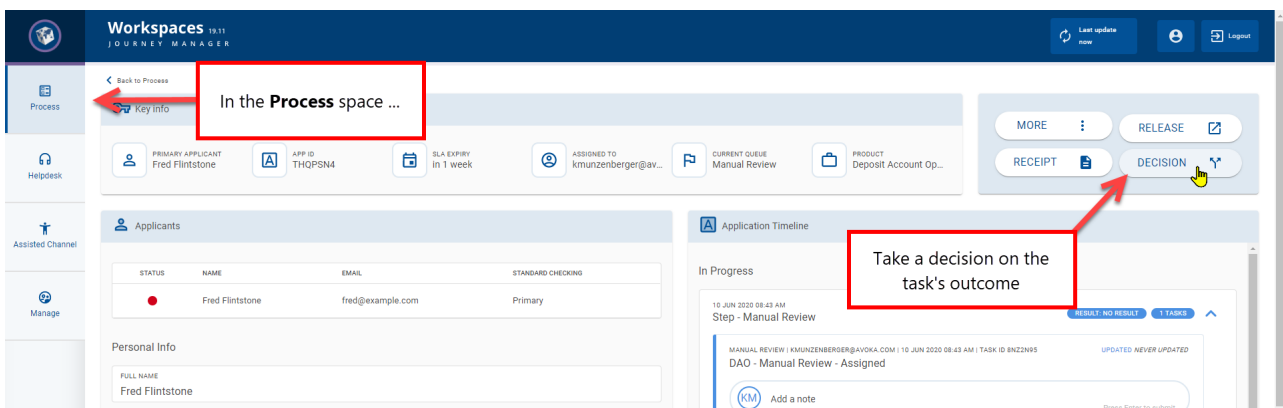 Workspaces 19.11
JOURNEY MANAGER
Last update
now
Logout
Process
Helpdesk
Assisted Channel
Manage
Back to Process
Key info
In the Process space ...
PRIMARY APPLICANT
Fred Flintstone
APP ID
THQPSN4
SLA EXPIRY
in 1 week
ASSIGNED TO
kmunzenberger@av...
CURRENT QUEUE
Manual Review
PRODUCT
Deposit Account Op...
MORE
RELEASE
RECEIPT
DECISION
Applicants
STATUS NAME EMAIL STANDARD CHECKING
Fred Flintstone fred@example.com Primary
Personal Info
FULL NAME
Fred Flintstone
Application Timeline
Take a decision on the
task's outcome
In Progress
10 JUN 2020 08:43 AM
Step - Manual Review
RESULT: NO RESULT
1 TASKS
MANUAL REVIEW | KMUNZENBERGER@AVOKA.COM | 10 JUN 2020 08:43 AM | TASK ID 8NZ2N95
UPDATED NEVER UPDATED
DAO - Manual Review - Assigned
KM
Add a note
Press Enter to submit